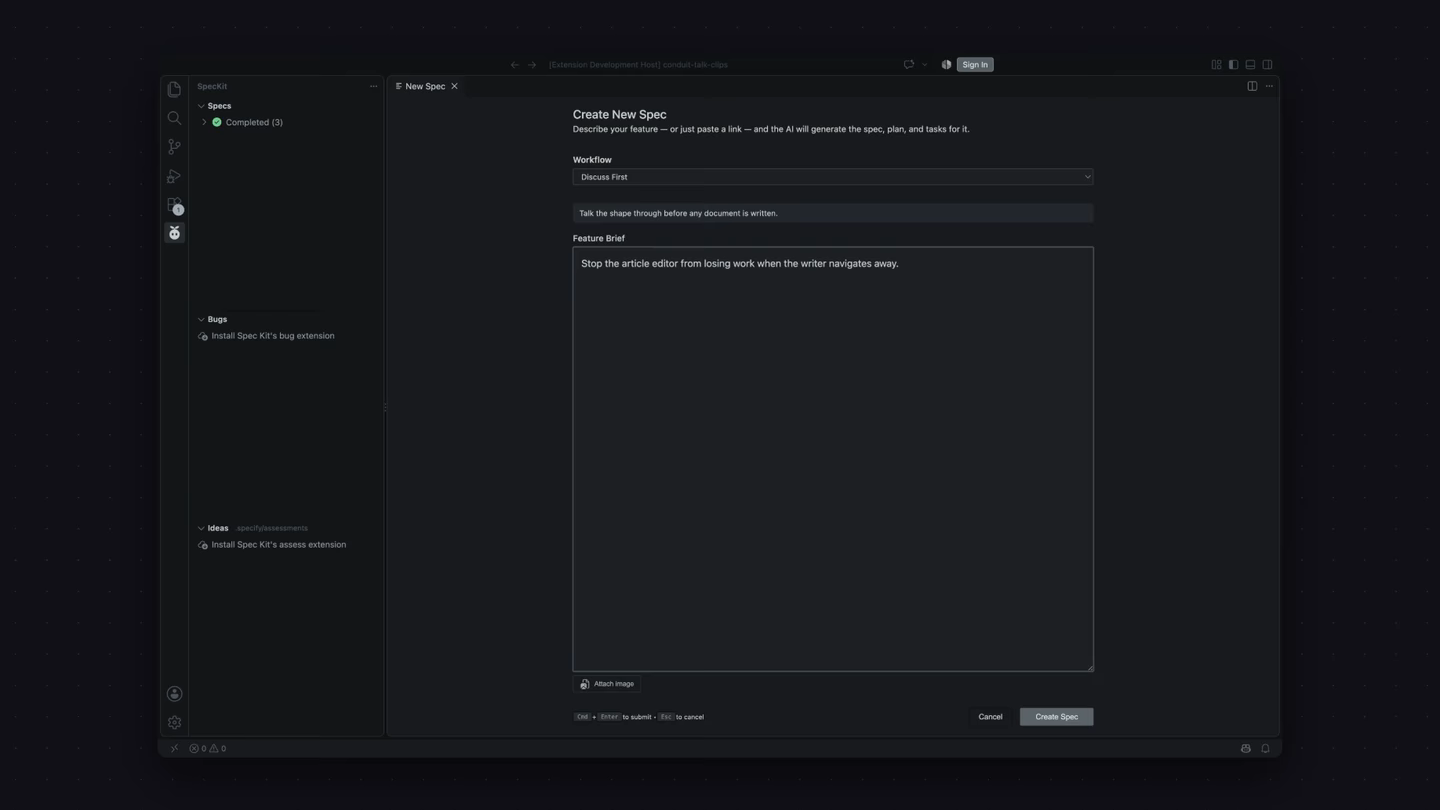 [Extension Development Host] conduit-talk-clips
Sign In
SpecKit
Specs
Completed (3)
1
Bugs
Install Spec Kit's bug extension
Ideas .specify/assessments
Install Spec Kit's assess extension
New Spec
Create New Spec
Describe your feature — or just paste a link — and the AI will generate the spec, plan, and tasks for it.
Workflow
Discuss First
Talk the shape through before any document is written.
Feature Brief
Stop the article editor from losing work when the writer navigates away.
Attach image
Cmd + Enter to submit • Esc to cancel
Cancel
Create Spec
0 0